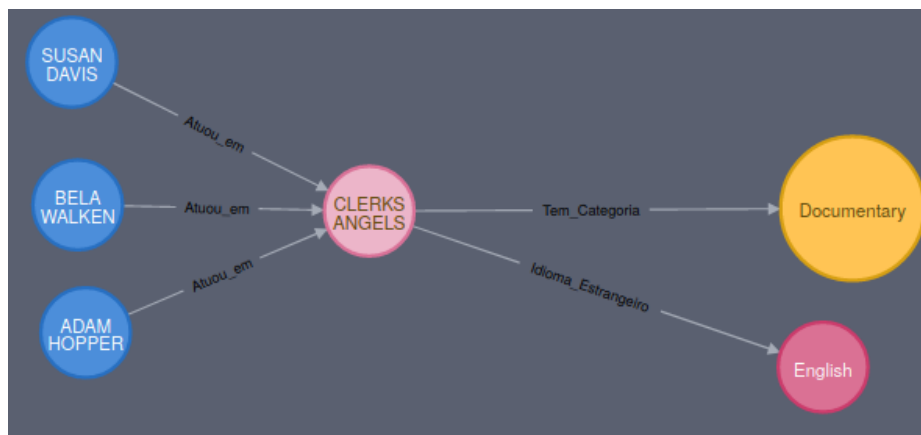 SUSAN
DAVIS
Atuou_em
BELA
WALKEN
Atuou_em
ADAM
HOPPER
Atuou_em
CLERKS
ANGELS
Tem_Categoria
Documentary
Idioma_Estrangeiro
English